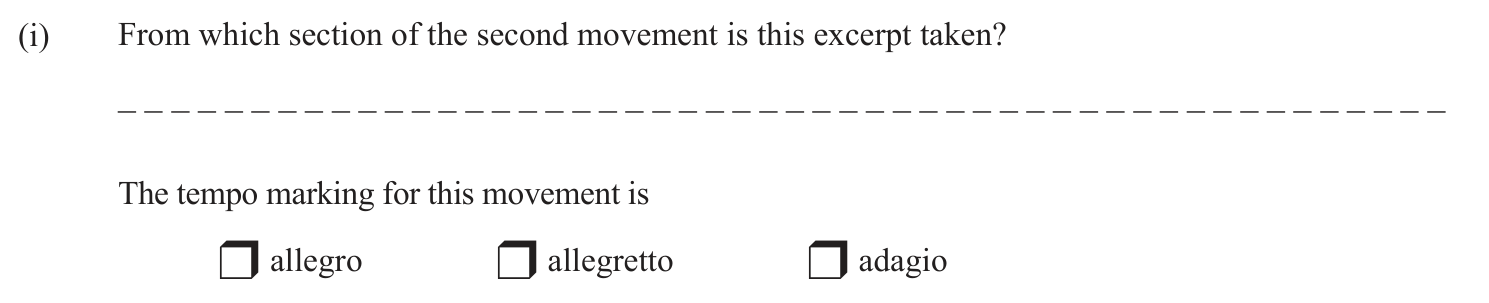 (i) From which section of the second movement is this excerpt taken?
The tempo marking for this movement is
allegro allegretto adagio